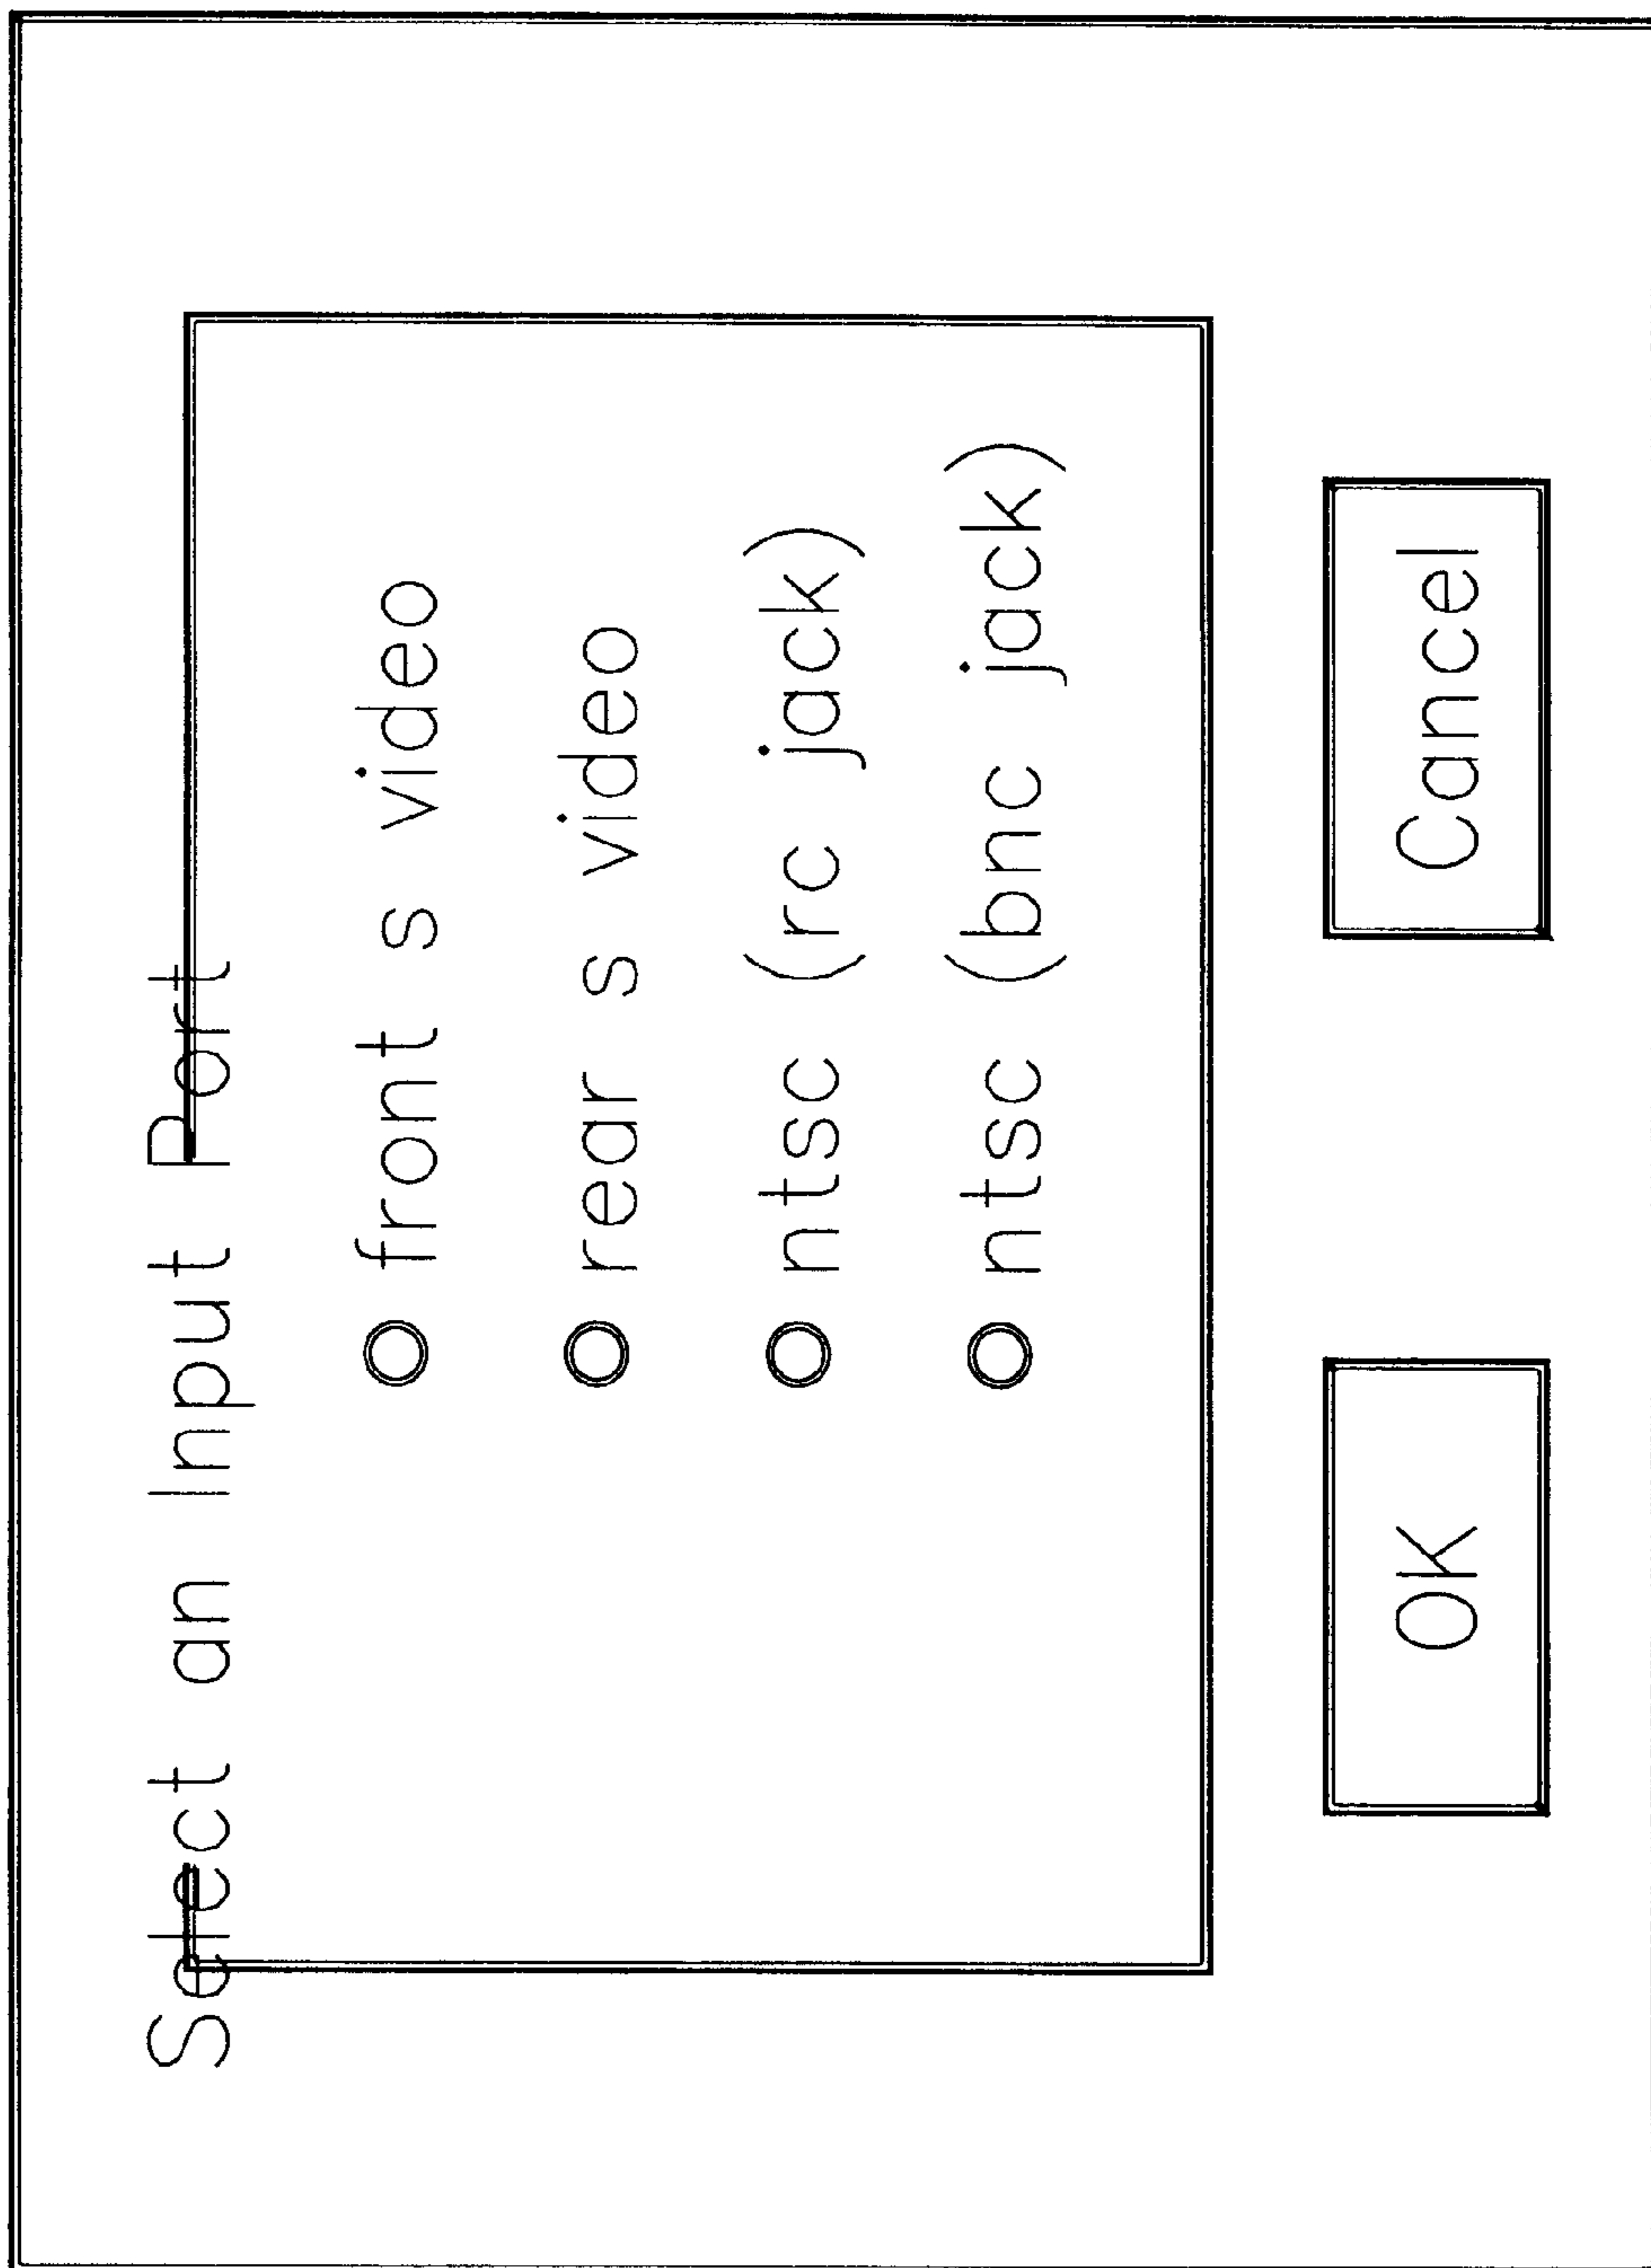 Select an Input Port
front s video
rear s video
ntsc (rc jack)
ntsc (bnc jack)
OK
Cancel